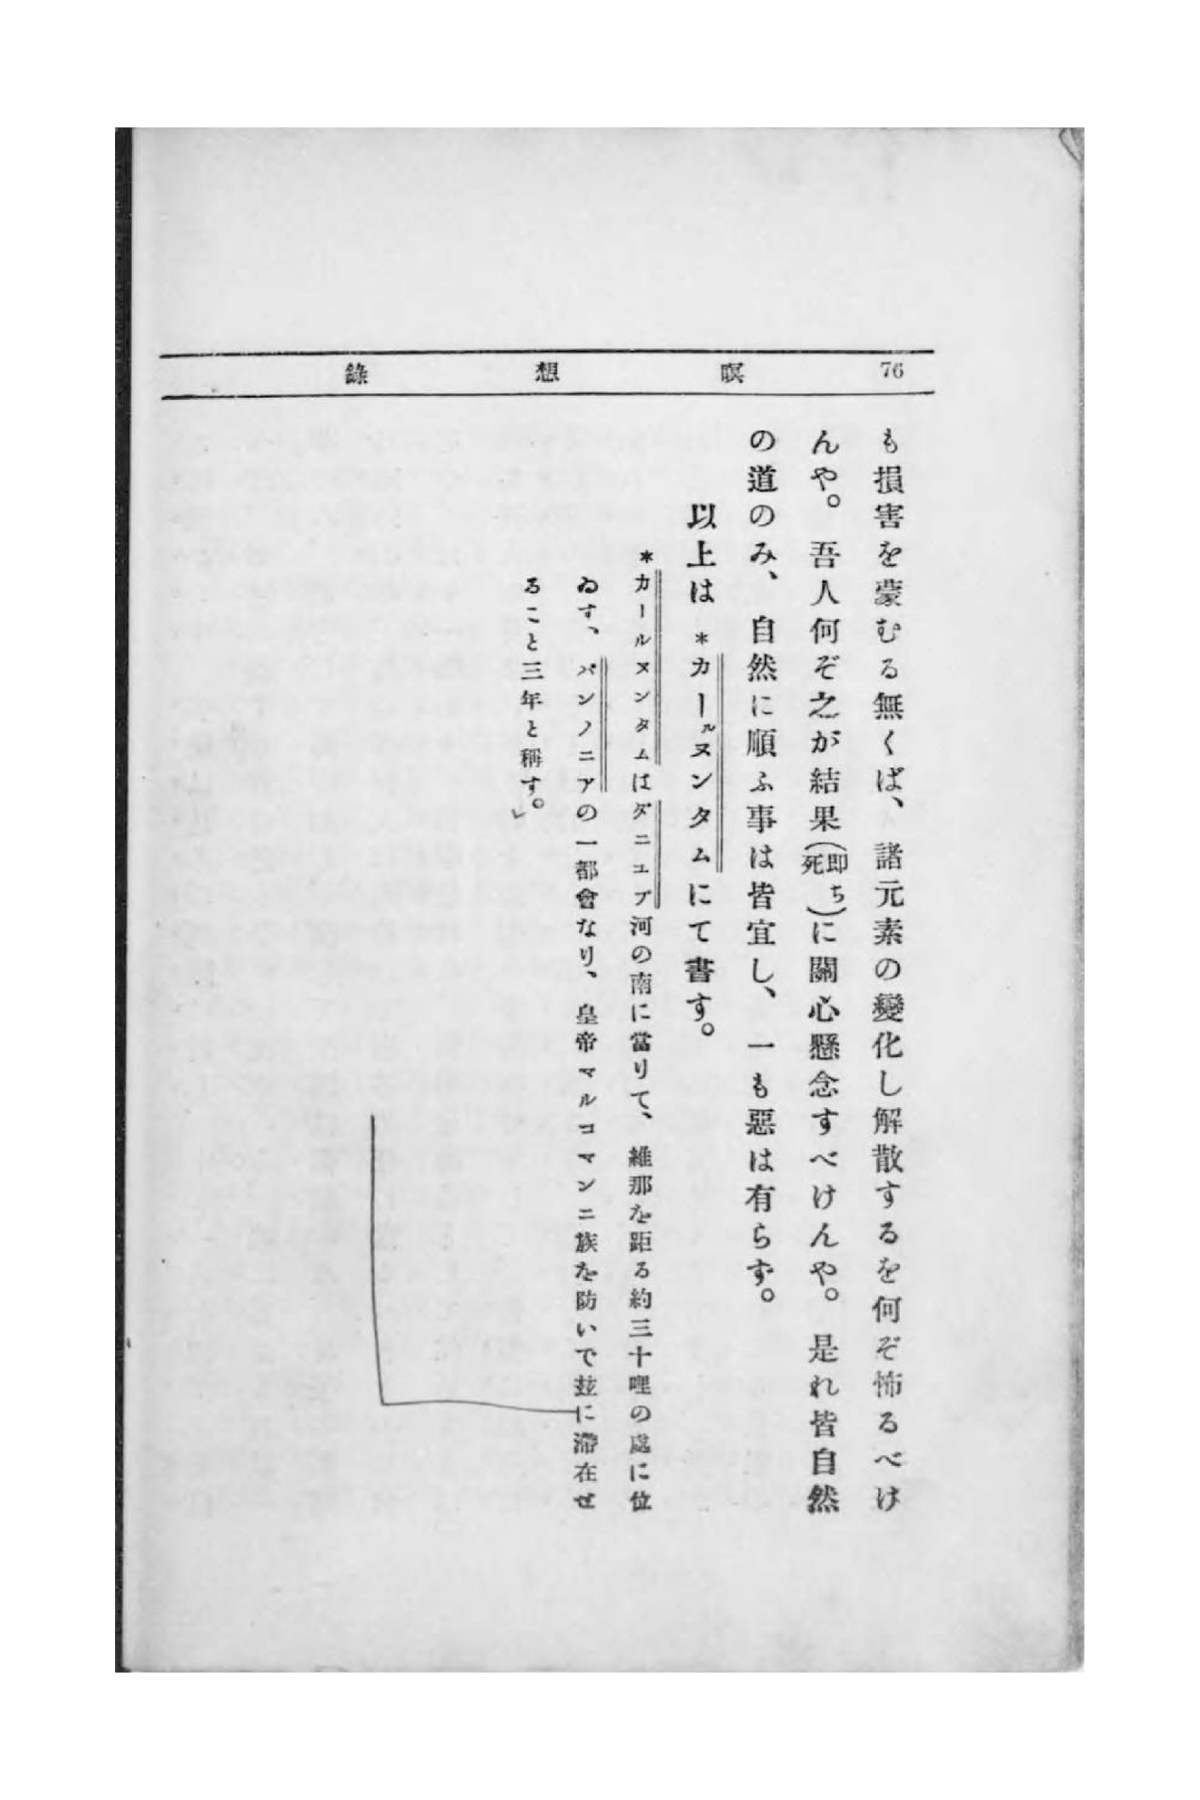 76 瞑想錄
も損害を蒙むる無くば、諸元素の變化し解散するを何ぞ怖るべけ
んや。吾人何ぞ之が結果(即ち死)に關心懸念すべけんや。是れ皆自然
の道のみ、自然に順ふ事は皆宜し、一も惡は有らず。
以上は*カールヌンタムにて書す。
*カールヌンタムはダニユブ河の南に當りて、維那を距る約三十哩の處に位
ゐす、パンノニアの一都會なり、皇帝マルコマンニ族を防いで玆に滯在せ
ること三年と稱す。